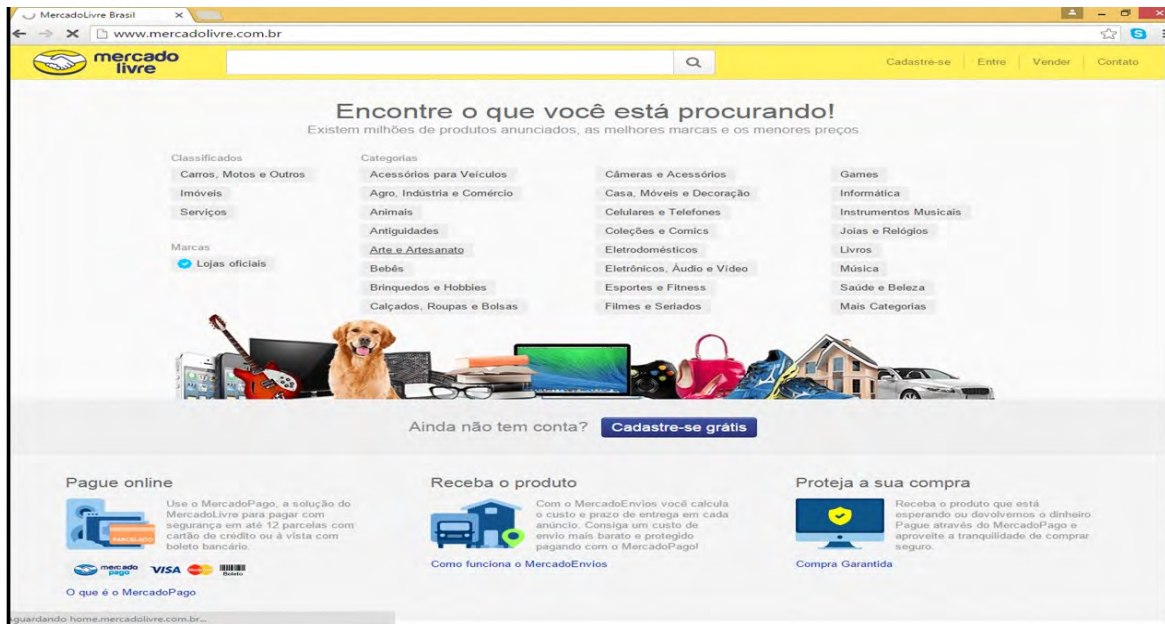 MercadoLivre Brasil
www.mercadolivre.com.br
mercado
livre
Cadastre-se
Entre
Vender
Contato
Encontre o que você está procurando!
Existem milhões de produtos anunciados, as melhores marcas e os menores preços.
Classificados
Carros, Motos e Outros
Imóveis
Serviços
Marcas
Lojas oficiais
Categorias
Acessórios para Veículos
Agro, Indústria e Comércio
Animais
Antiguidades
Arte e Artesanato
Bebês
Brinquedos e Hobbies
Calçados, Roupas e Bolsas
Câmeras e Acessórios
Casa, Móveis e Decoração
Celulares e Telefones
Coleções e Comics
Eletrodomésticos
Eletrônicos, Áudio e Vídeo
Esportes e Fitness
Filmes e Seriados
Games
Informática
Instrumentos Musicais
Joias e Relógios
Livros
Música
Saúde e Beleza
Mais Categorias
Ainda não tem conta?
Cadastre-se grátis
Pague online
Use o MercadoPago, a solução do
MercadoLivre para pagar com
segurança em até 12 parcelas com
cartão de crédito ou à vista com
boleto bancário.
PARCELADO
mercado
pago
VISA
Boleto
O que é o MercadoPago
Receba o produto
Com o MercadoEnvios você calcula
o custo e prazo de entrega em cada
anúncio. Consiga um custo de
envio mais barato e protegido
pagando com o MercadoPago!
Como funciona o MercadoEnvios
Proteja a sua compra
Receba o produto que está
esperando ou devolvemos o dinheiro.
Pague através do MercadoPago e
aproveite a tranquilidade de comprar
seguro.
Compra Garantida
aguardando home.mercadolivre.com.br...